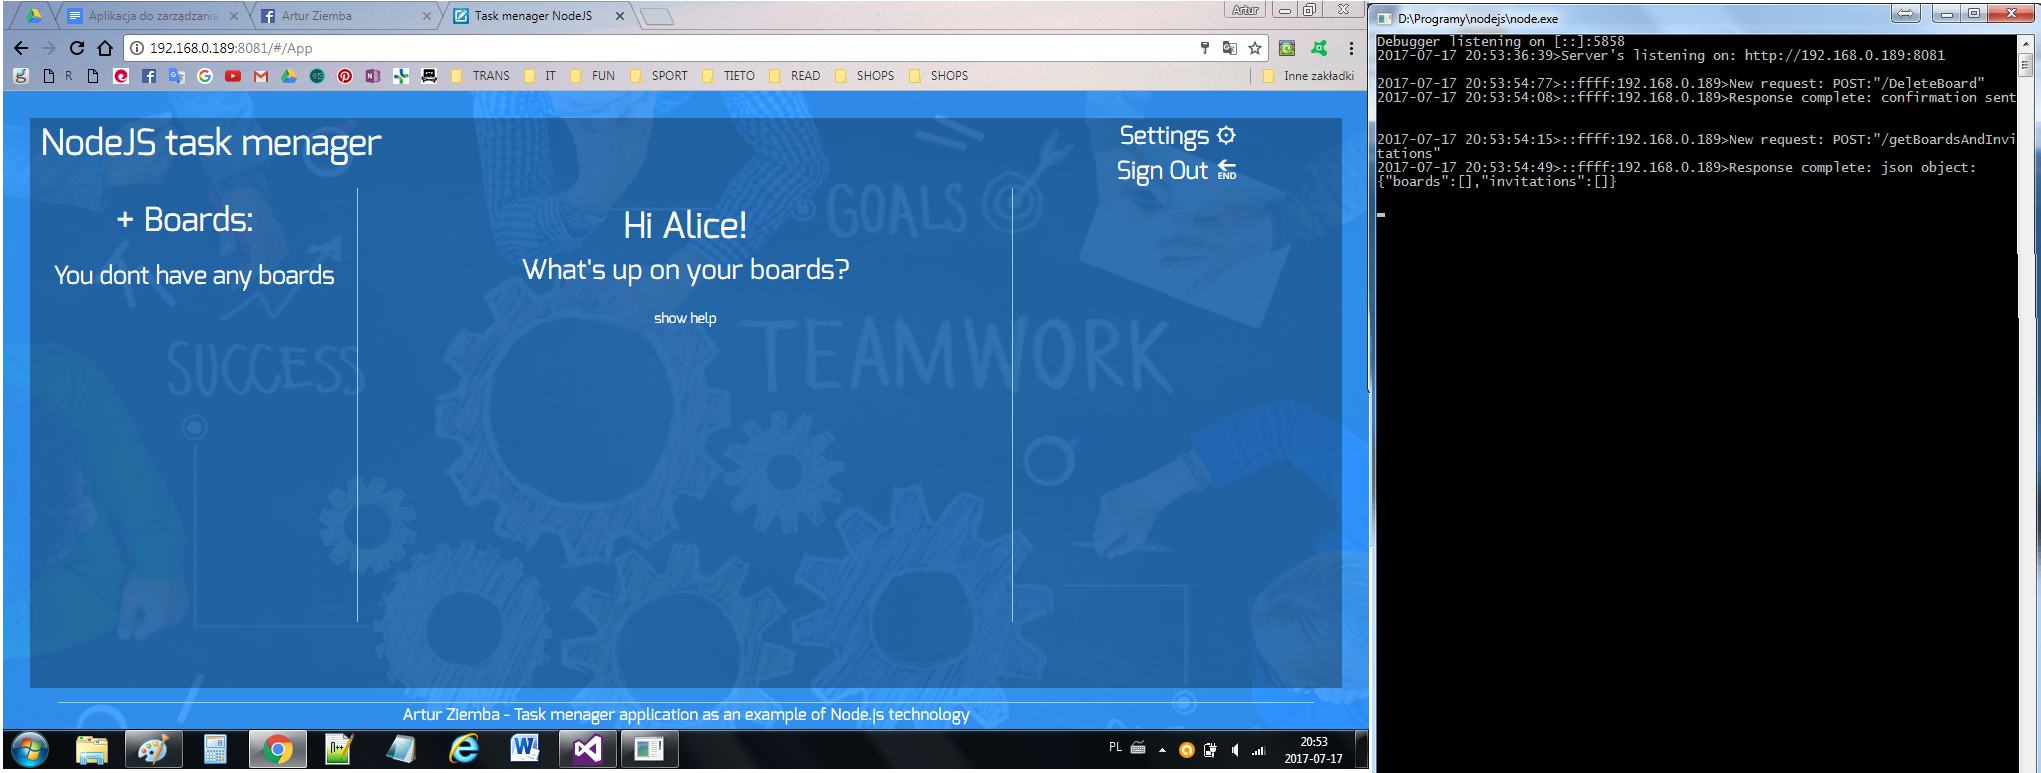 Aplikacja do zarządzania
Artur Ziemba
Task menager NodeJS
Artur
192.168.0.189:8081/#/App
R
TRANS
IT
FUN
SPORT
TIETO
READ
SHOPS
SHOPS
Inne zakładki
NodeJS task menager
Settings
Sign Out
END
+ Boards:
You dont have any boards
Hi Alice!
What's up on your boards?
show help
GOALS
SUCCESS
TEAMWORK
Artur Ziemba - Task menager application as an example of Node.js technology
PL
20:53
2017-07-17
D:\Programy\nodejs\node.exe
Debugger listening on [::]:5858
2017-07-17 20:53:36:39>Server's listening on: http://192.168.0.189:8081
2017-07-17 20:53:54:77>::ffff:192.168.0.189>New request: POST:"/DeleteBoard"
2017-07-17 20:53:54:08>::ffff:192.168.0.189>Response complete: confirmation sent
2017-07-17 20:53:54:15>::ffff:192.168.0.189>New request: POST:"/getBoardsAndInvi
tations"
2017-07-17 20:53:54:49>::ffff:192.168.0.189>Response complete: json object:
{"boards":[],"invitations":[]}